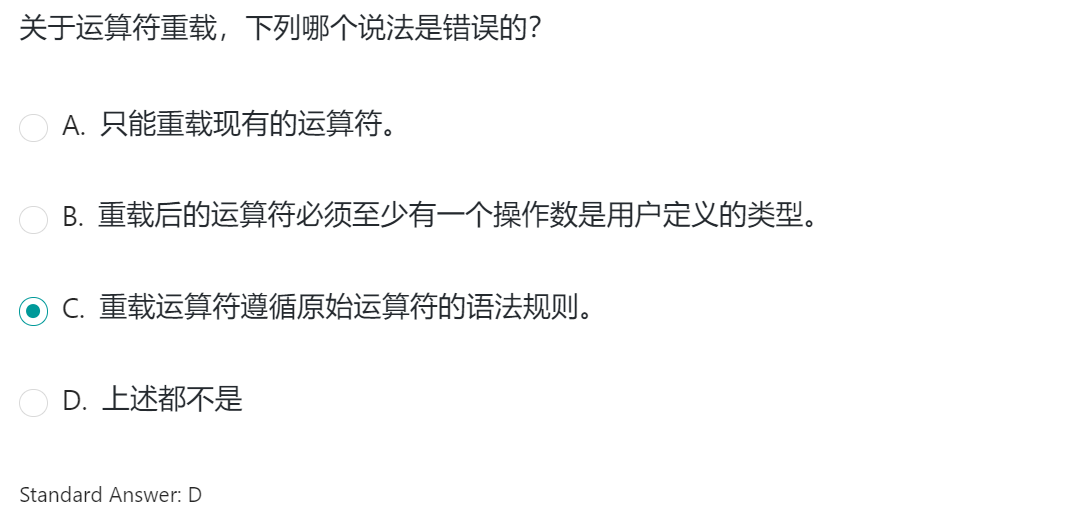 关于运算符重载，下列哪个说法是错误的？
A. 只能重载现有的运算符。
B. 重载后的运算符必须至少有一个操作数是用户定义的类型。
C. 重载运算符遵循原始运算符的语法规则。
D. 上述都不是
Standard Answer: D